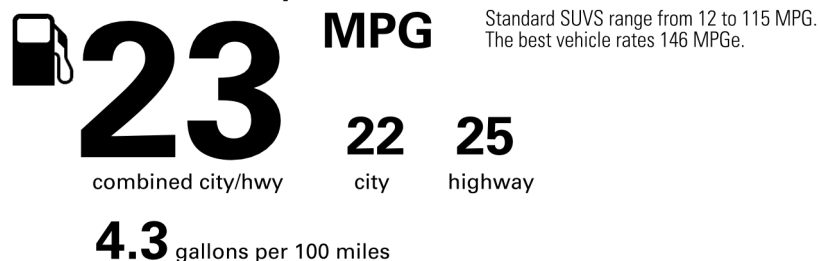 MPG
Standard SUVS range from 12 to 115 MPG.
The best vehicle rates 146 MPGe.
23
22 25
combined city/hwy city highway
4.3 gallons per 100 miles